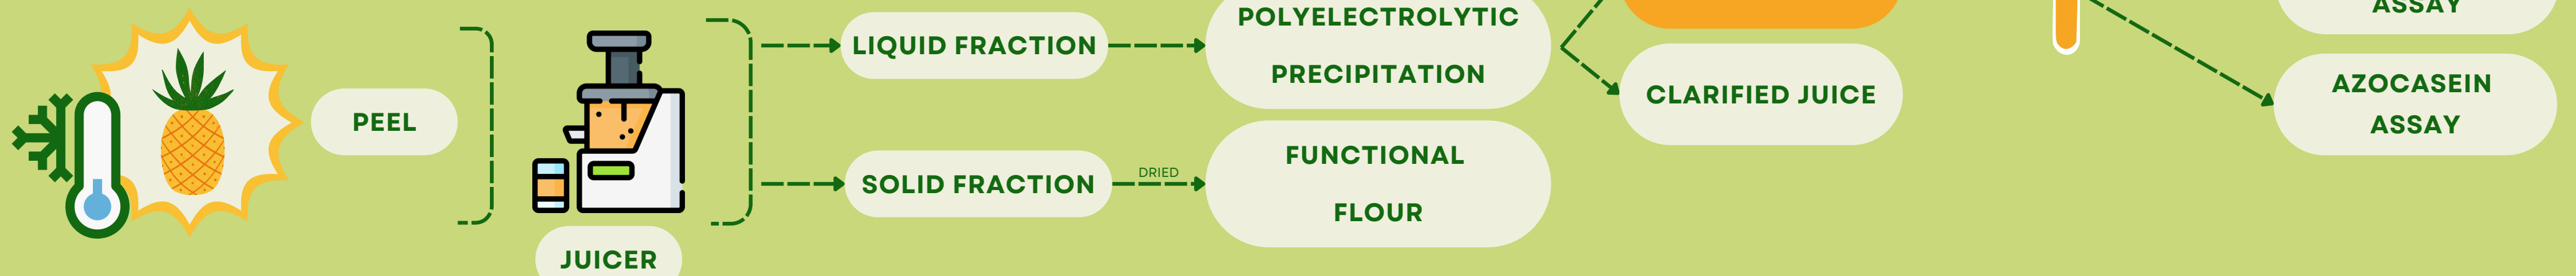 PEEL
JUICER
LIQUID FRACTION
SOLID FRACTION
DRIED
POLYELECTROLYTIC
PRECIPITATION
FUNCTIONAL
FLOUR
CLARIFIED JUICE
ASSAY
AZOCASEIN
ASSAY